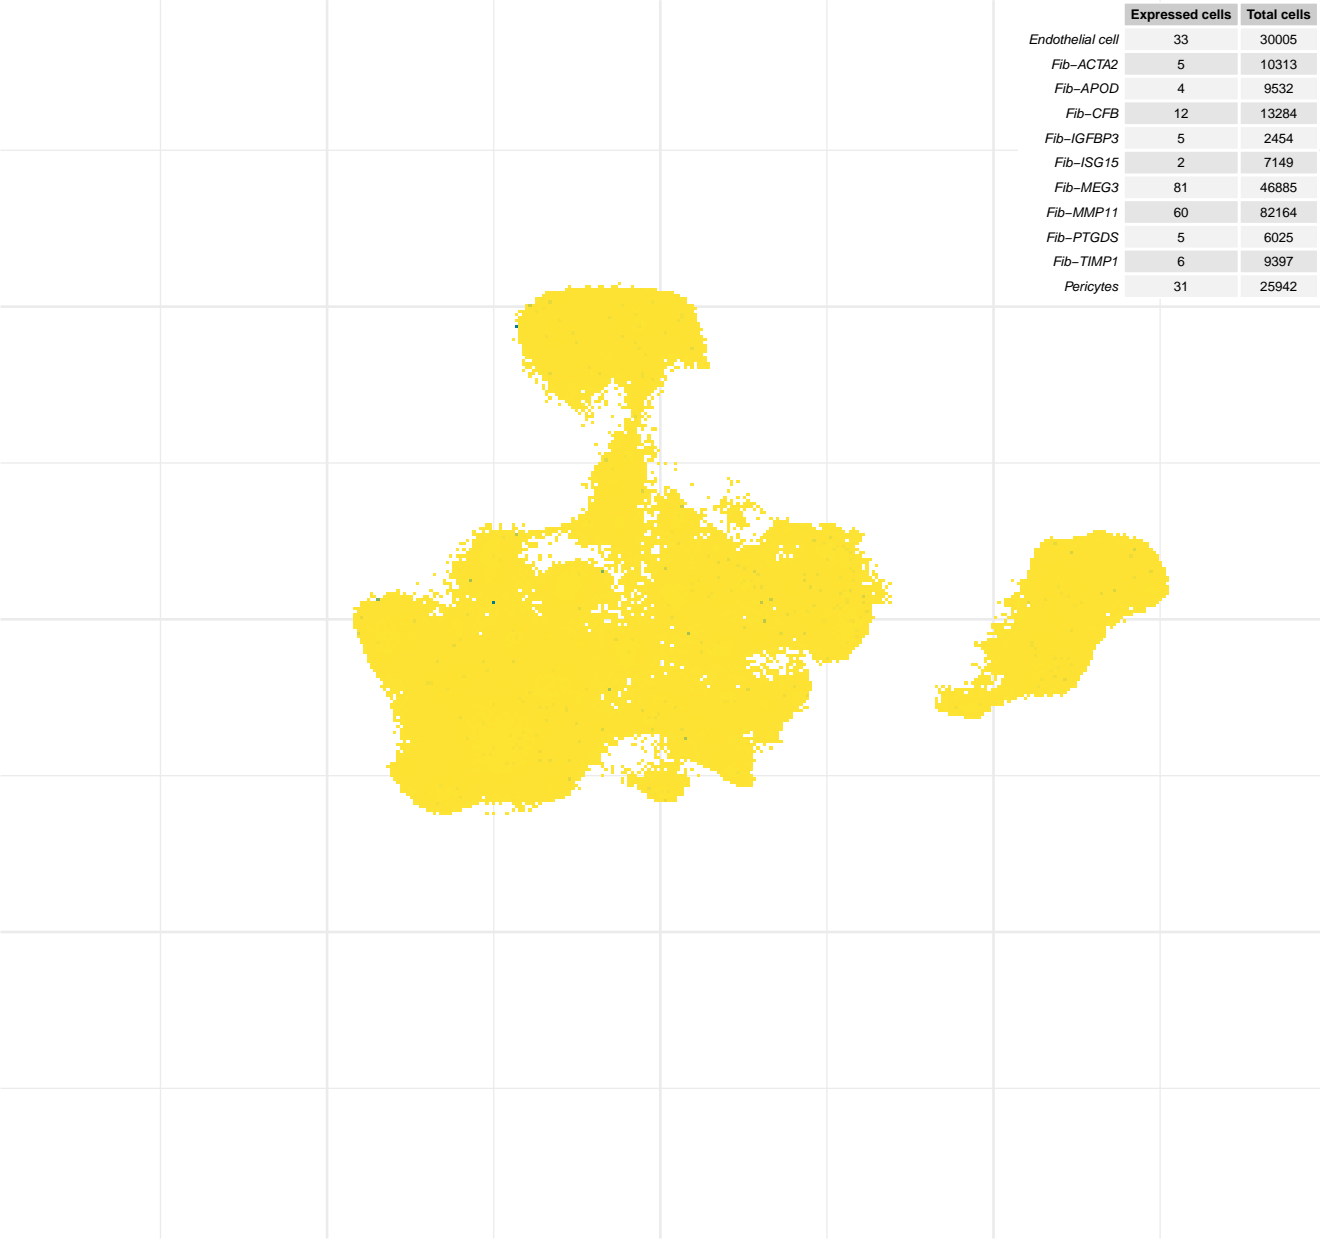 Expressed cells Total cells
Endothelial cell 33 30005
Fib−ACTA2 5 10313
Fib−APOD 4 9532
Fib−CFB 12 13284
Fib−IGFBP3 5 2454
Fib−ISG15 2 7149
Fib−MEG3 81 46885
Fib−MMP11 60 82164
Fib−PTGDS 5 6025
Fib−TIMP1 6 9397
Pericytes 31 25942